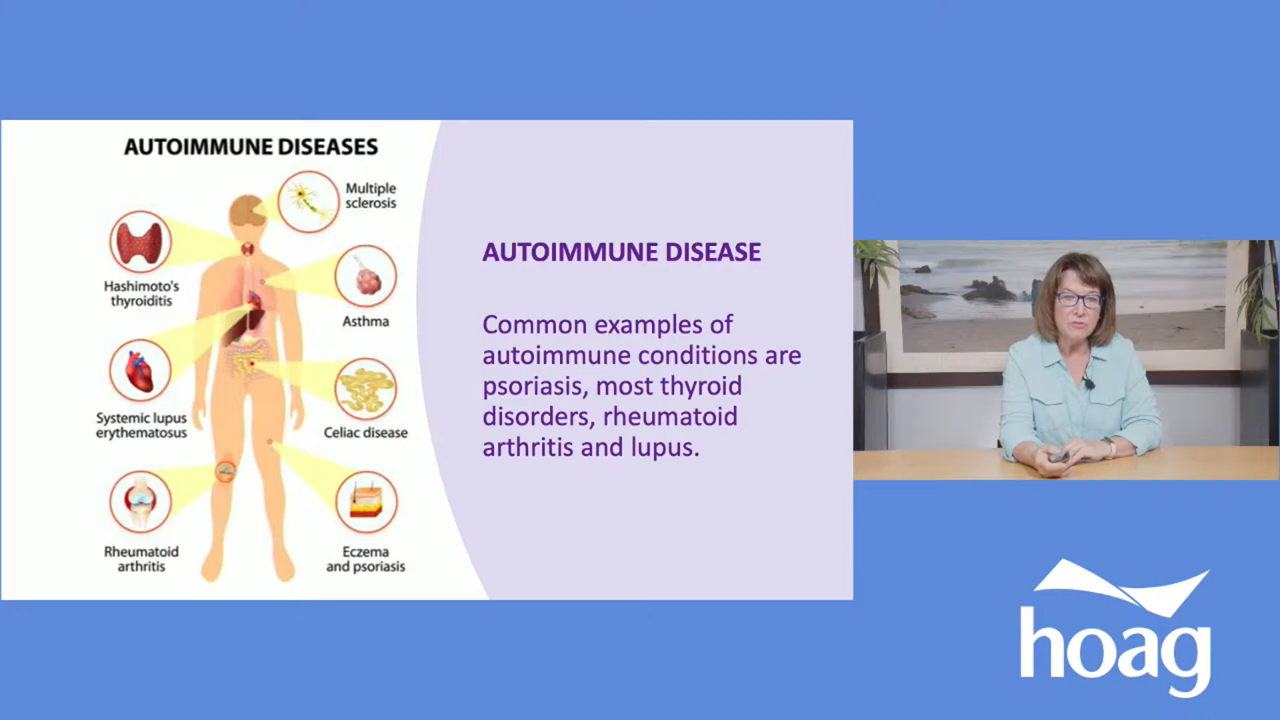 AUTOIMMUNE DISEASES
Multiple
sclerosis
Hashimoto's
thyroiditis
Asthma
Systemic lupus
erythematosus
Celiac disease
Rheumatoid
arthritis
Eczema
and psoriasis
AUTOIMMUNE DISEASE
Common examples of
autoimmune conditions are
psoriasis, most thyroid
disorders, rheumatoid
arthritis and lupus.
hoag